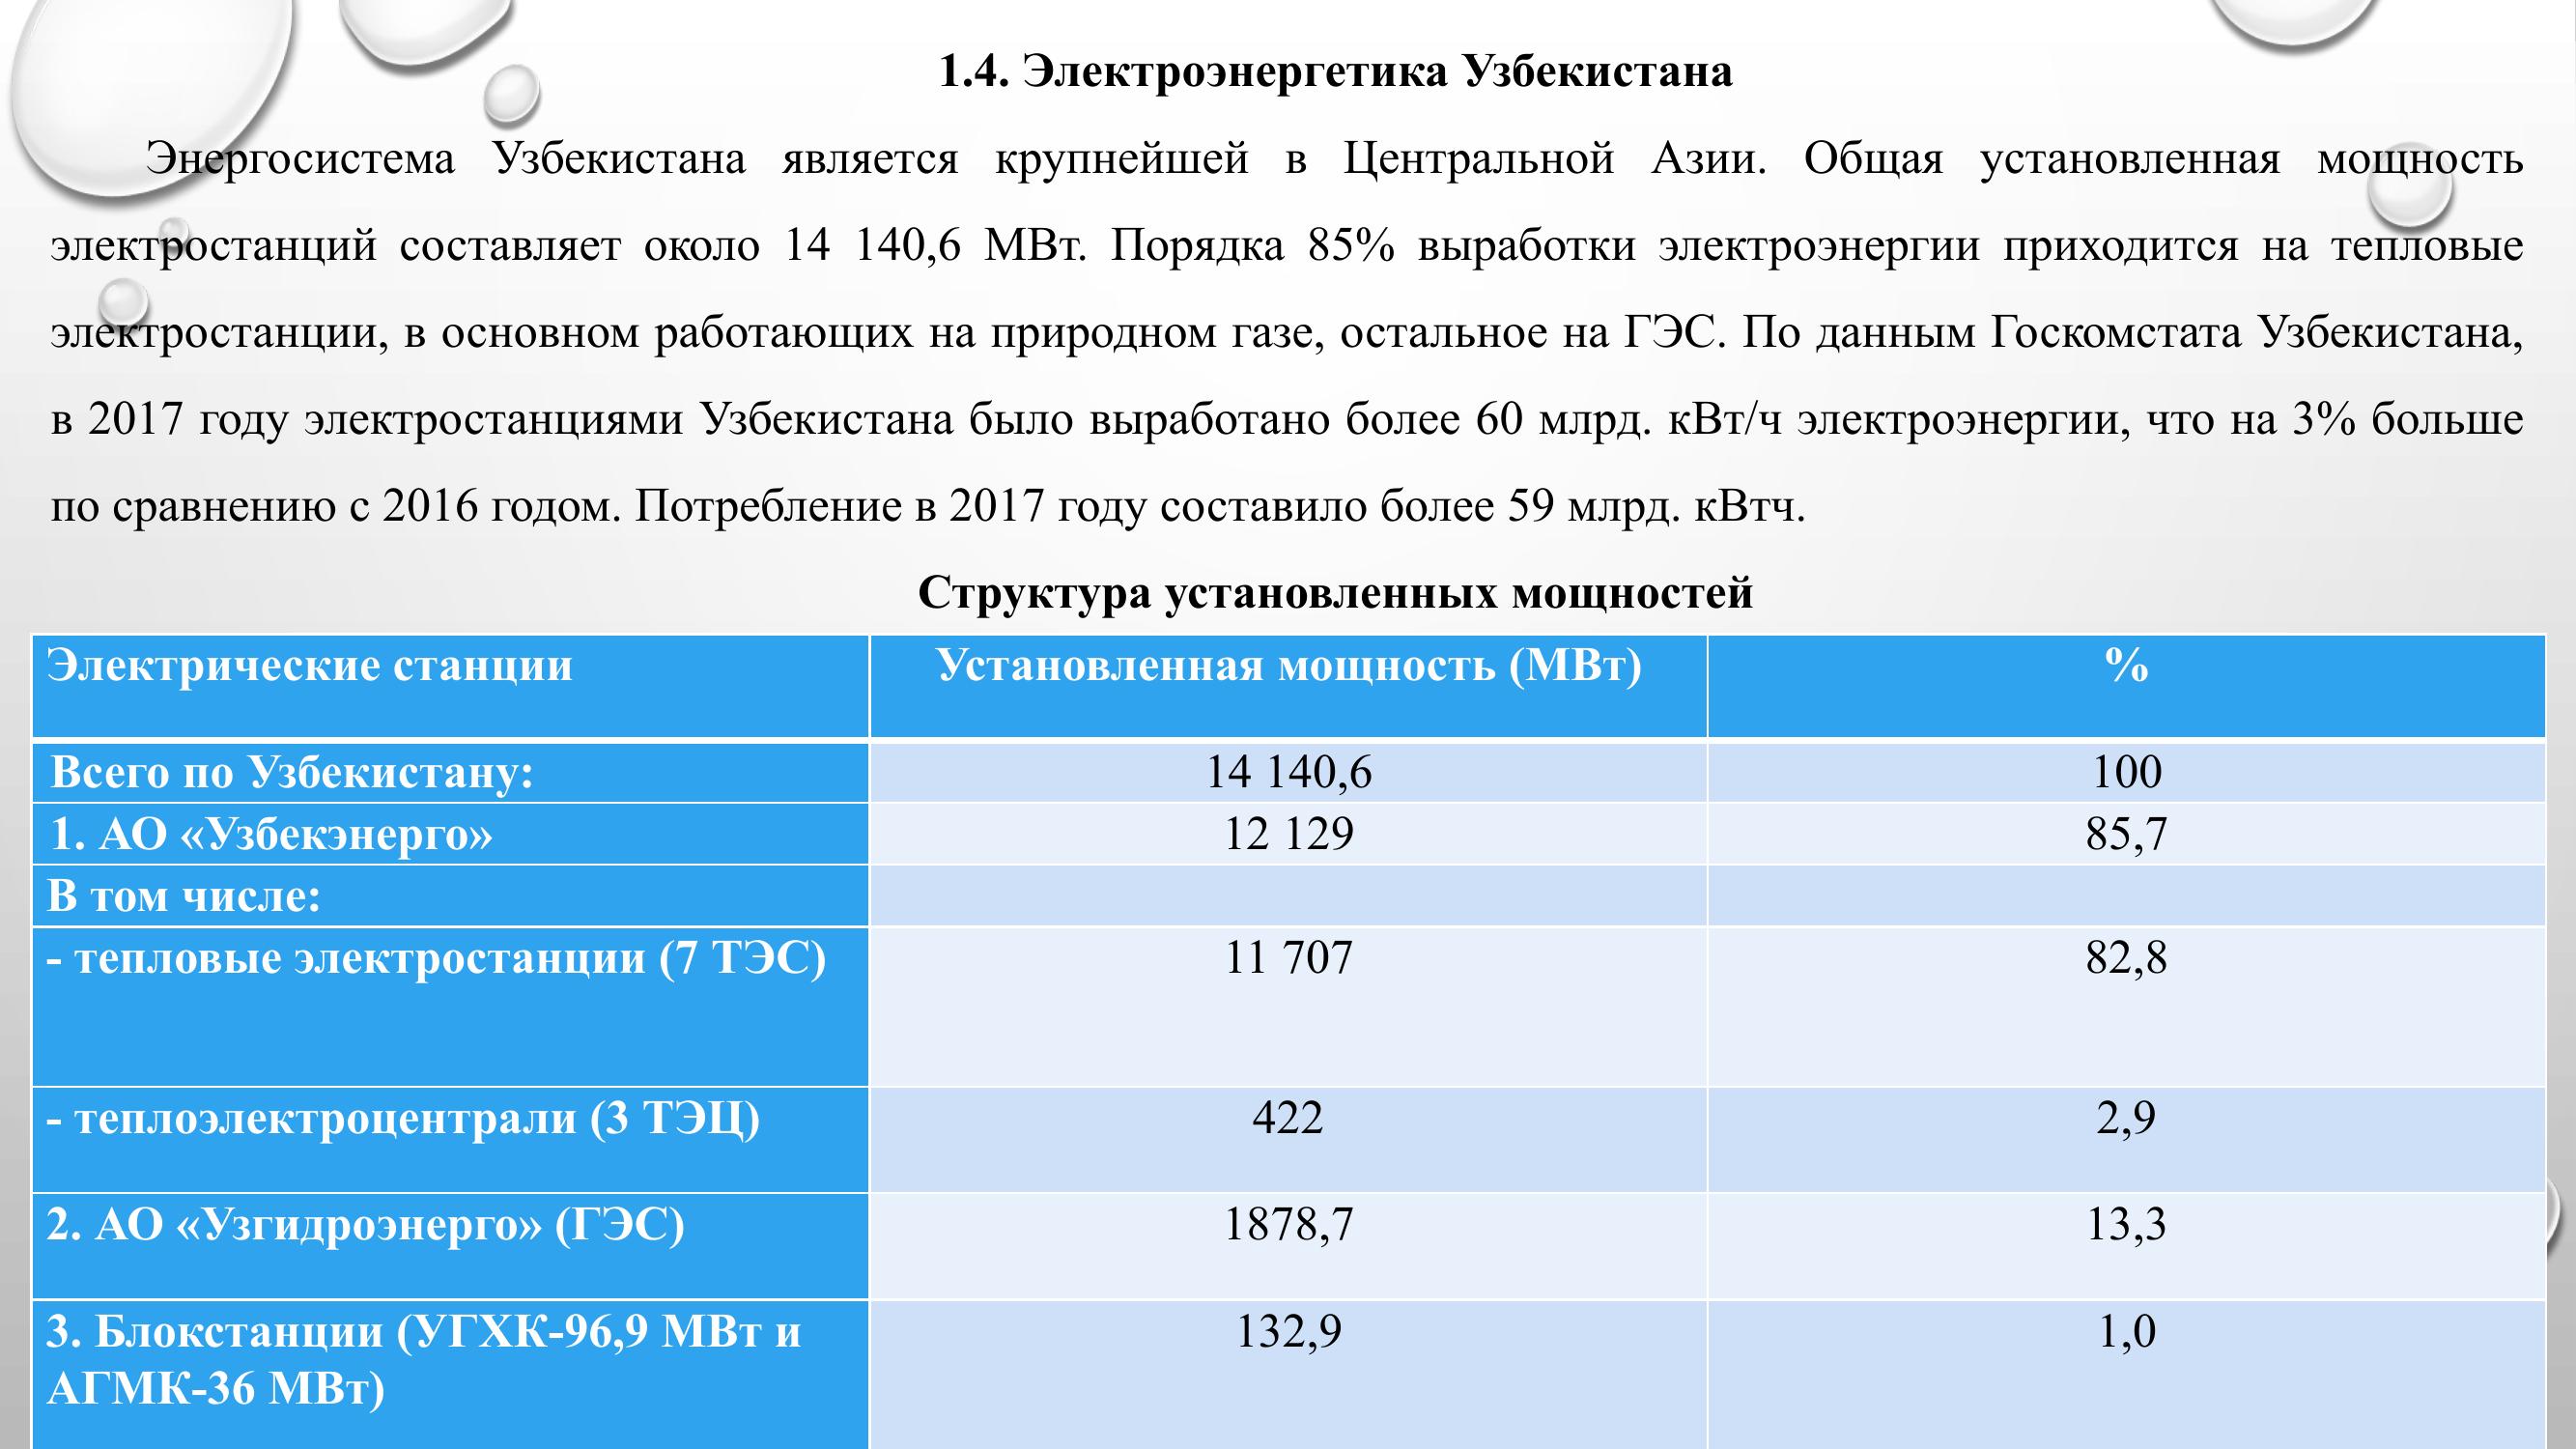 1.4. Электроэнергетика Узбекистана
Энергосистема Узбекистана является крупнейшей в Центральной Азии. Общая установленная мощность
электростанций составляет около 14 140,6 МВт. Порядка 85% выработки электроэнергии приходится на тепловые
электростанции, в основном работающих на природном газе, остальное на ГЭС. По данным Госкомстата Узбекистана,
в 2017 году электростанциями Узбекистана было выработано более 60 млрд. кВт/ч электроэнергии, что на 3% больше
по сравнению с 2016 годом. Потребление в 2017 году составило более 59 млрд. кВтч.
Структура установленных мощностей
Электрические станции Установленная мощность (МВт) %
Всего по Узбекистану: 14 140,6 100
1. АО «Узбекэнерго» 12 129 85,7
В том числе:
- тепловые электростанции (7 ТЭС) 11 707 82,8
- теплоэлектроцентрали (3 ТЭЦ) 422 2,9
2. АО «Узгидроэнерго» (ГЭС) 1878,7 13,3
3. Блокстанции (УГХК-96,9 МВт и 132,9 1,0
АГМК-36 МВт)